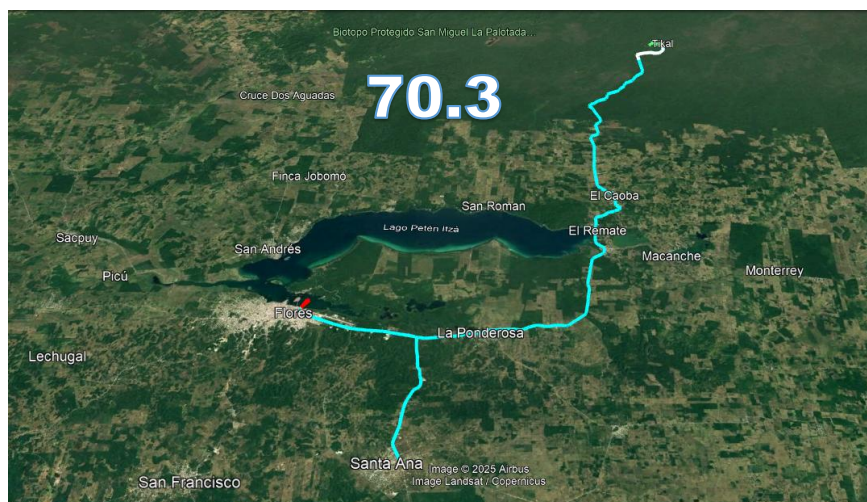 Biotopo Protegido San Miguel La Palotada...
Tikal
70.3
Cruce Dos Aguadas
Finca Jobomó
El Caoba
San Roman
Lago Petén Itzá
El Remate
Sacpuy
San Andrés
Macanche
Picú
Monterrey
Flores
La Ponderosa
Lechugal
Santa Ana
Image © 2025 Airbus
San Francisco
Image Landsat / Copernicus